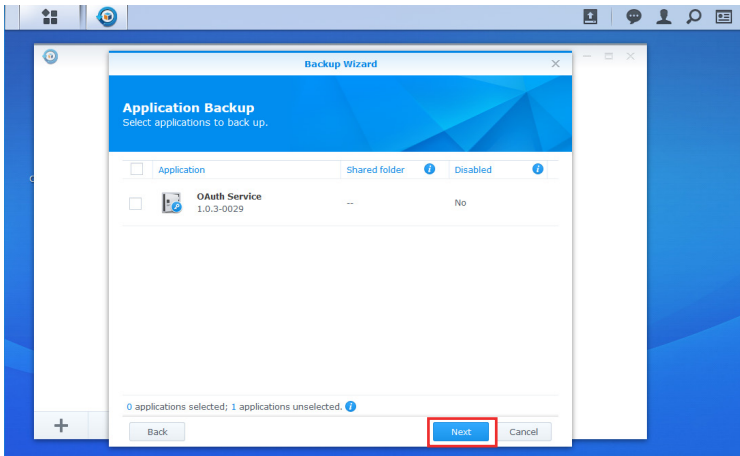 Backup Wizard
Application Backup
Select applications to back up.
Application Shared folder Disabled
OAuth Service
1.0.3-0029 -- No
0 applications selected; 1 applications unselected.
Back Next Cancel